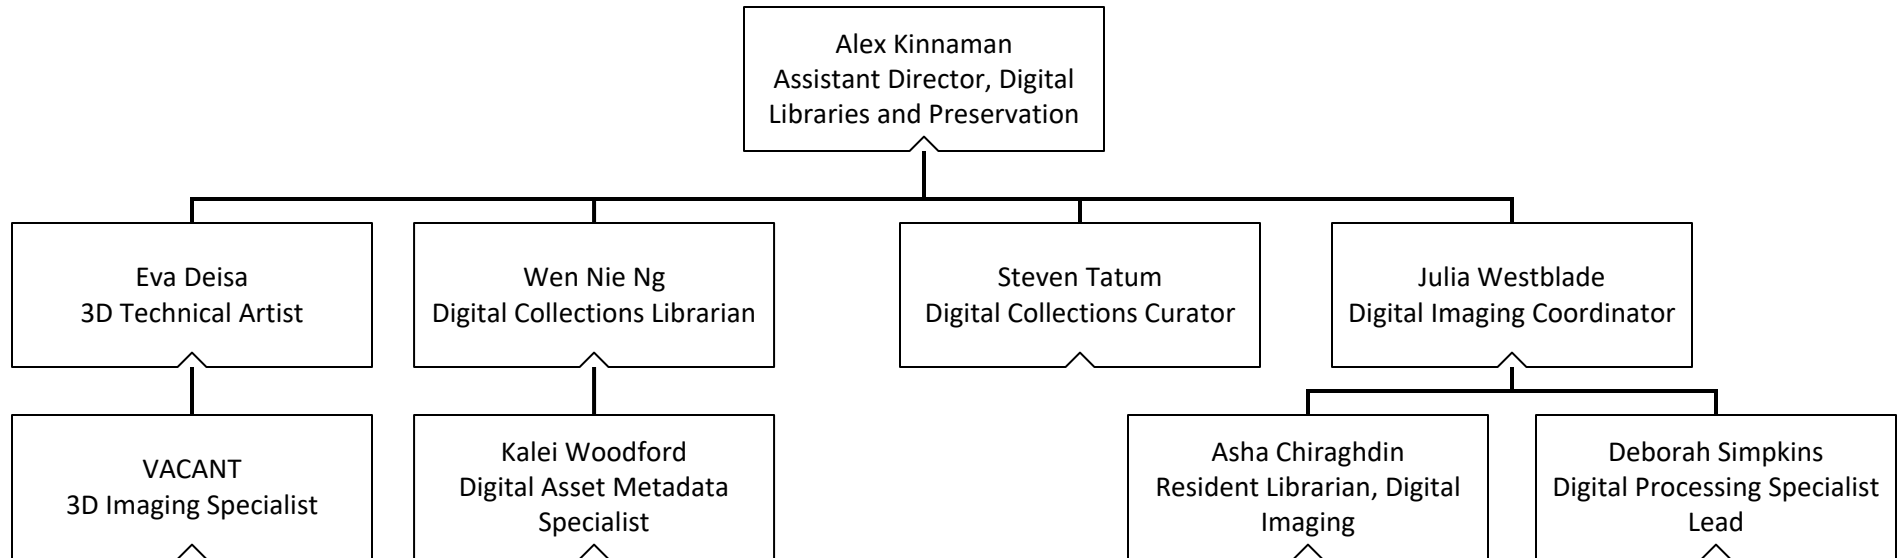 Alex Kinnaman
Assistant Director, Digital
Libraries and Preservation
Eva Deisa
3D Technical Artist
Wen Nie Ng
Digital Collections Librarian
Steven Tatum
Digital Collections Curator
Julia Westblade
Digital Imaging Coordinator
VACANT
3D Imaging Specialist
Kalei Woodford
Digital Asset Metadata
Specialist
Asha Chiraghdin
Resident Librarian, Digital
Imaging
Deborah Simpkins
Digital Processing Specialist
Lead